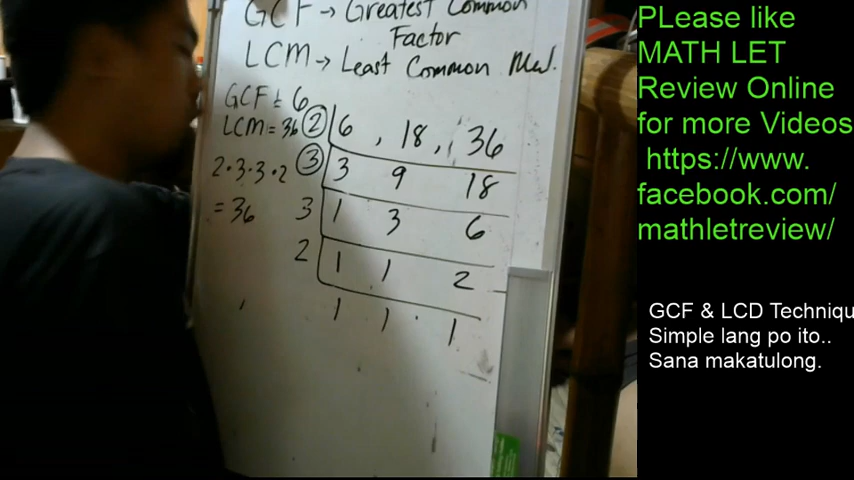 GCF → Greatest Common
Factor
LCM → Least Common Mul.
GCF = 6
LCM = 36
2 6 , 18 , 36
3 3 9 18
3 1 3 6
2 1 1 2
1 1 1
2 · 3 · 3 · 2
= 36
PLease like
MATH LET
Review Online
for more Videos
https://www.
facebook.com/
mathletreview/
GCF & LCD Techniqu
Simple lang po ito..
Sana makatulong.